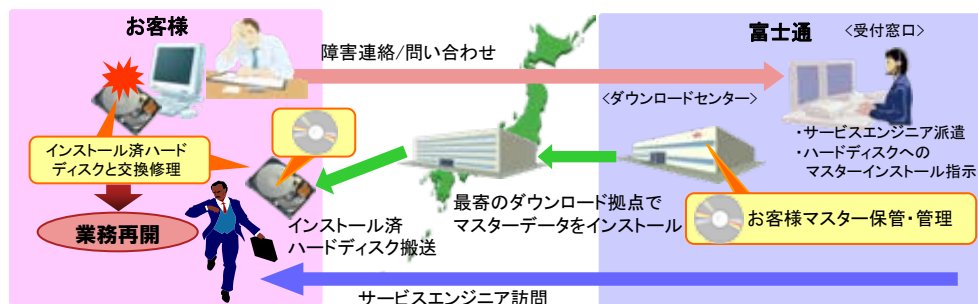 お客様
富士通
<受付窓口>
障害連絡/問い合わせ
<ダウンロードセンター>
・サービスエンジニア派遣
・ハードディスクへの
マスターインストール指示
インストール済ハード
ディスクと交換修理
業務再開
インストール済
ハードディスク搬送
最寄のダウンロード拠点で
マスターデータをインストール
お客様マスター保管・管理
サービスエンジニア訪問